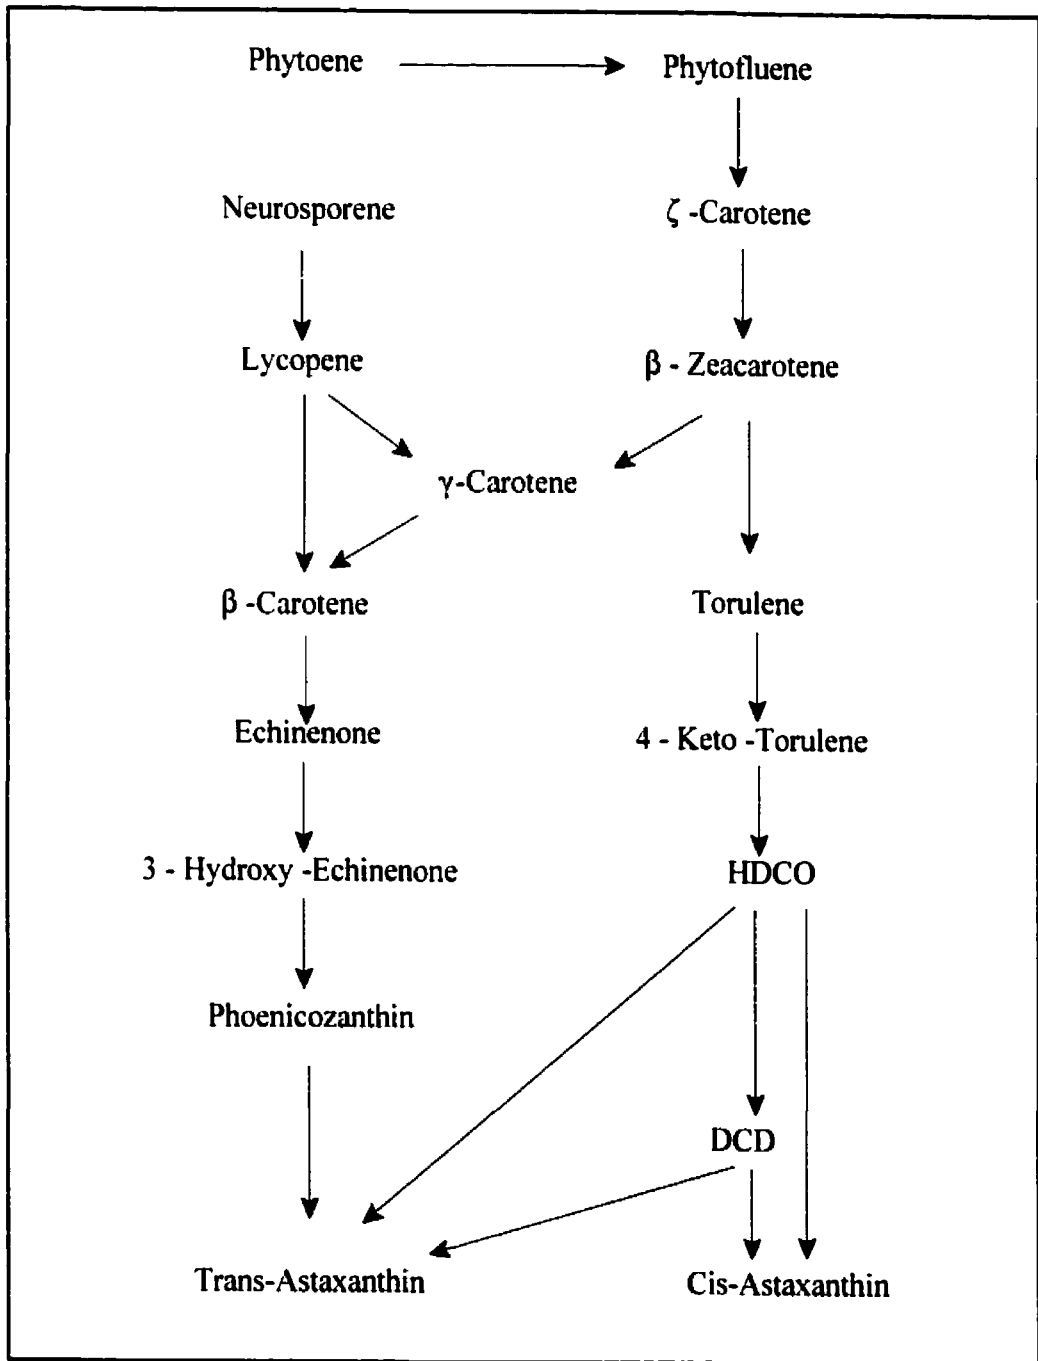 Phytoene
Phytofluene
Neurosporene
ζ -Carotene
Lycopene
β - Zeacarotene
γ-Carotene
β -Carotene
Torulene
Echinenone
4 - Keto -Torulene
3 - Hydroxy -Echinenone
HDCO
Phoenicozanthin
DCD
Trans-Astaxanthin
Cis-Astaxanthin